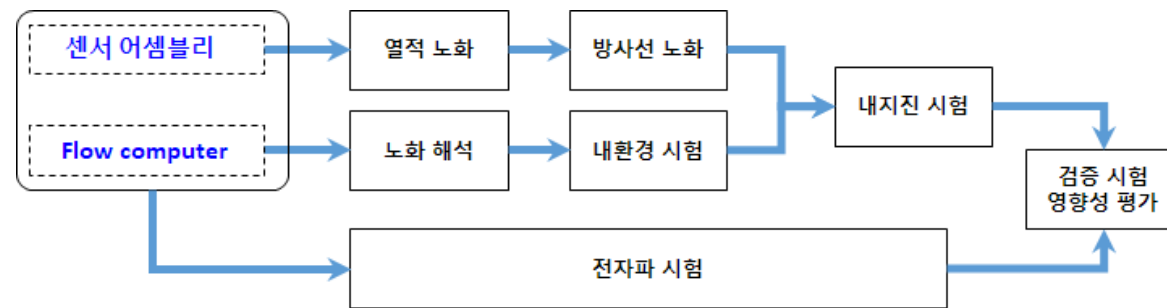 센서 어셈블리
열적 노화
방사선 노화
내지진 시험
Flow computer
노화 해석
내환경 시험
검증 시험
영향성 평가
전자파 시험